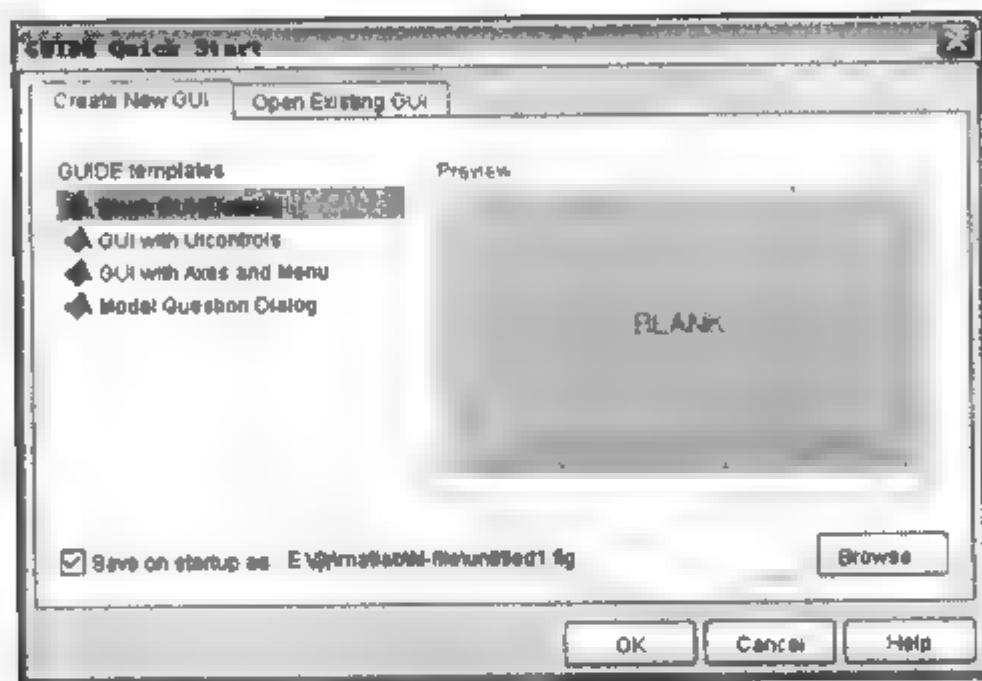 GUIDE Quick Start
Create New GUI
Open Existing GUI
GUIDE templates
GUI with Uicontrols
GUI with Axes and Menu
Modal Question Dialog
Preview
BLANK
Save on startup as
Browse
OK
Cancel
Help